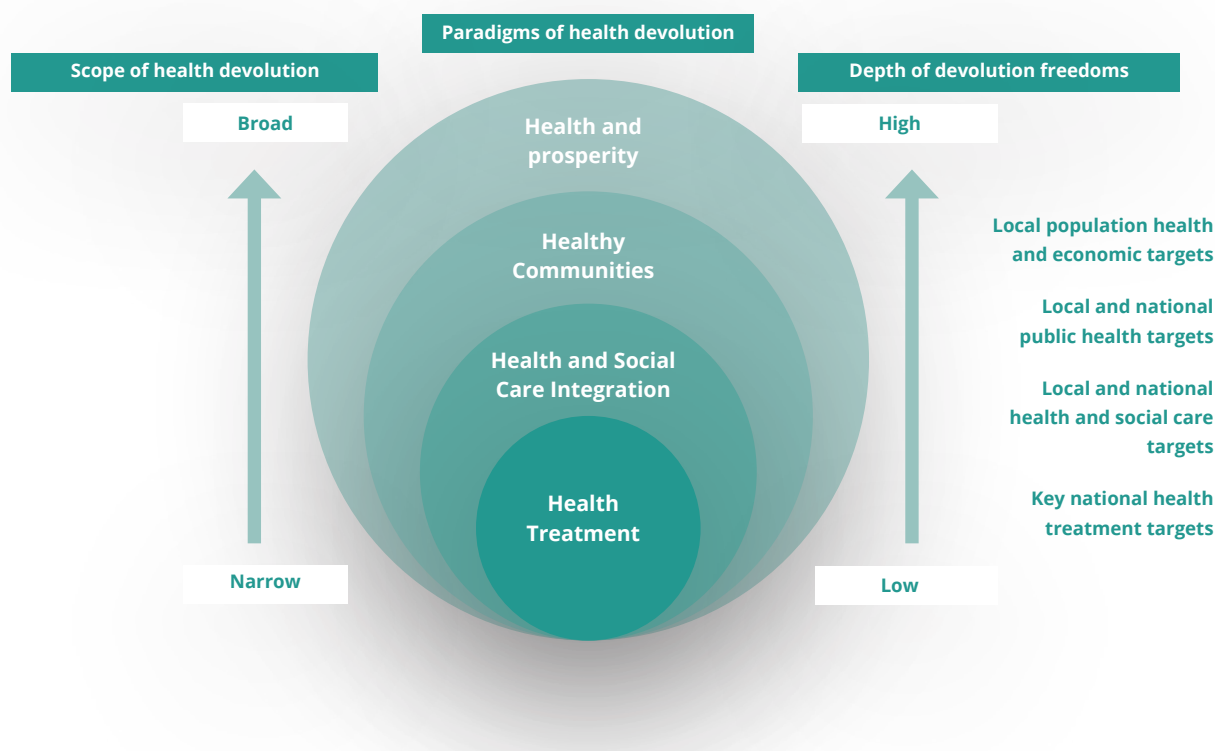 Paradigms of health devolution
Scope of health devolution
Depth of devolution freedoms
Broad
High
Health and
prosperity
Healthy
Communities
Health and Social
Care Integration
Health
Treatment
Local population health
and economic targets
Local and national
public health targets
Local and national
health and social care
targets
Key national health
treatment targets
Narrow
Low